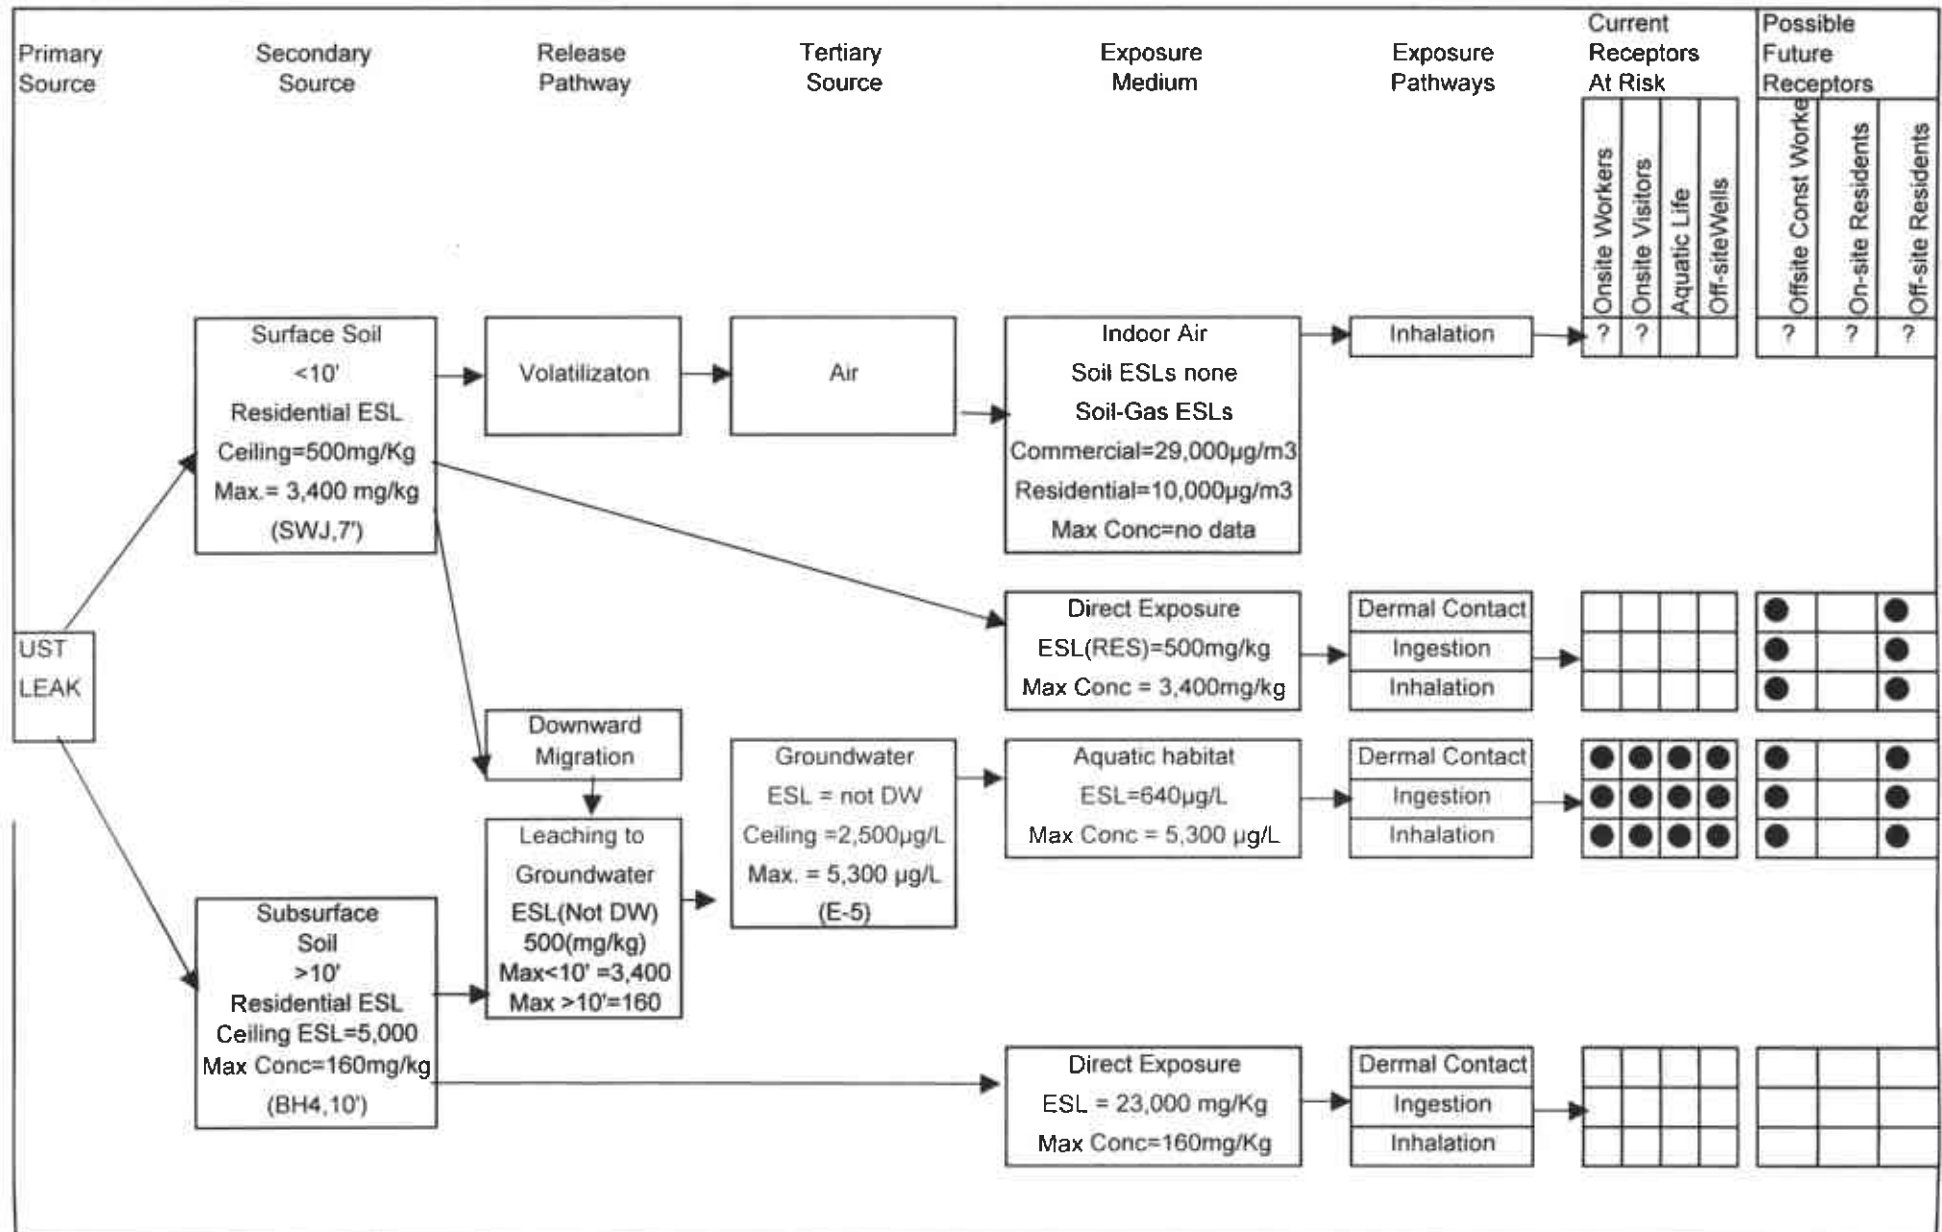 Primary
Source
Secondary
Source
Release
Pathway
Tertiary
Source
Exposure
Medium
Exposure
Pathways
Current
Receptors
At Risk
Possible
Future
Receptors
Onsite Workers
Onsite Visitors
Aquatic Life
Off-siteWells
Offsite Const Worke
On-site Residents
Off-site Residents
Surface Soil
<10'
Residential ESL
Ceiling=500mg/Kg
Max.= 3,400 mg/kg
(SWJ,7')
Volatilizaton
Air
Indoor Air
Soil ESLs none
Soil-Gas ESLs
Commercial=29,000µg/m3
Residential=10,000µg/m3
Max Conc=no data
Inhalation
? ?
? ? ?
UST
LEAK
Direct Exposure
ESL(RES)=500mg/kg
Max Conc = 3,400mg/kg
Dermal Contact
Ingestion
Inhalation
Downward
Migration
Leaching to
Groundwater
ESL(Not DW)
500(mg/kg)
Max<10' =3,400
Max >10'=160
Groundwater
ESL = not DW
Ceiling =2,500µg/L
Max. = 5,300 µg/L
(E-5)
Aquatic habitat
ESL=640µg/L
Max Conc = 5,300 µg/L
Dermal Contact
Ingestion
Inhalation
Subsurface
Soil
>10'
Residential ESL
Ceiling ESL=5,000
Max Conc=160mg/kg
(BH4,10')
Direct Exposure
ESL = 23,000 mg/Kg
Max Conc=160mg/Kg
Dermal Contact
Ingestion
Inhalation